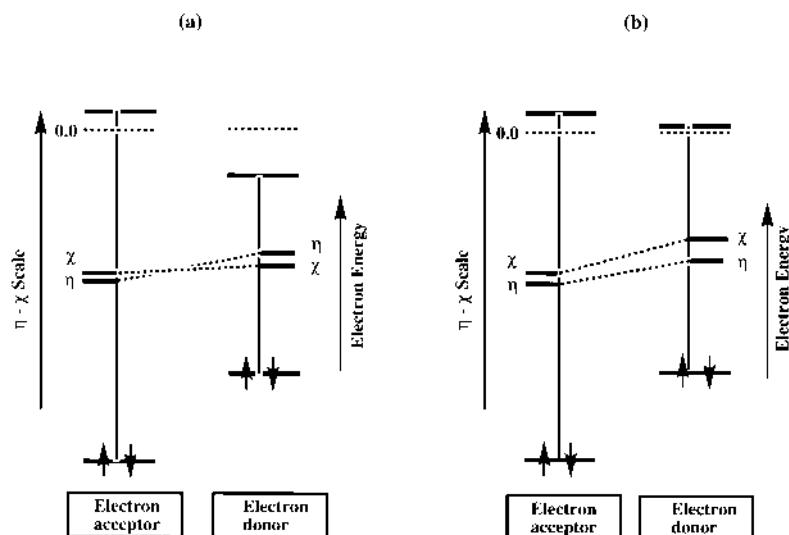 (a)
0.0
χ
η
η
χ
η - χ Scale
Electron Energy
Electron
acceptor
Electron
donor
(b)
0.0
χ
η
χ
η
η - χ Scale
Electron Energy
Electron
acceptor
Electron
donor